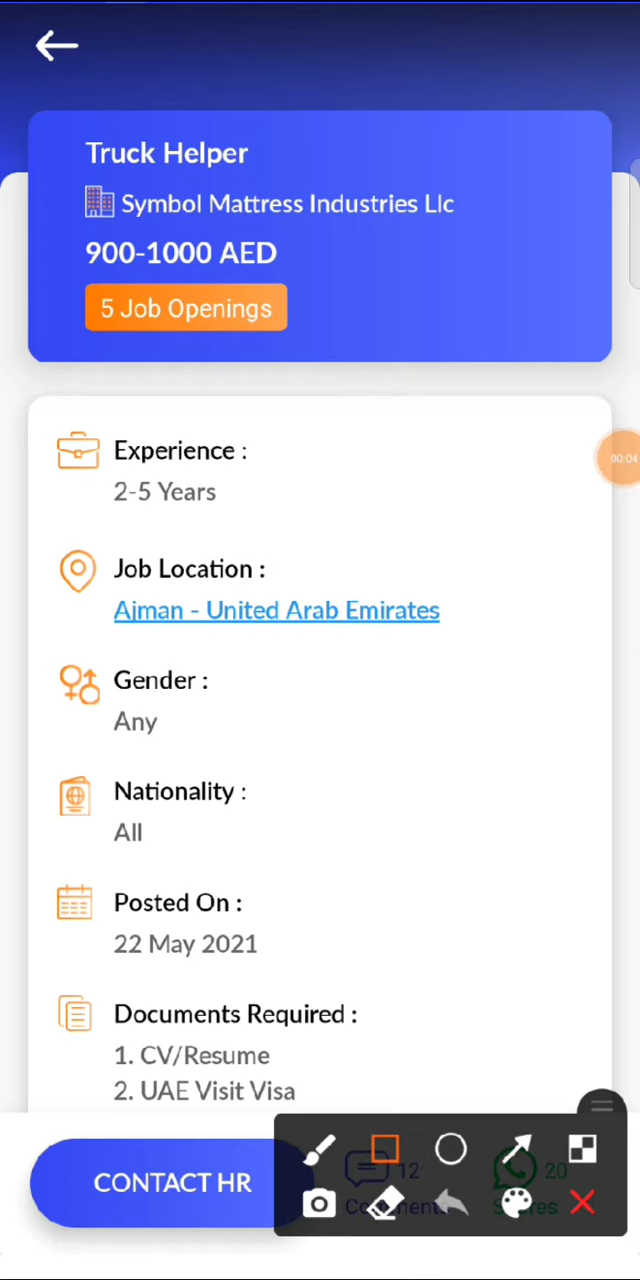 Truck Helper
Symbol Mattress Industries Llc
900-1000 AED
5 Job Openings
Experience :
2-5 Years
00:04
Job Location :
Ajman - United Arab Emirates
Gender :
Any
Nationality :
All
Posted On :
22 May 2021
Documents Required :
1. CV/Resume
2. UAE Visit Visa
CONTACT HR
12
20